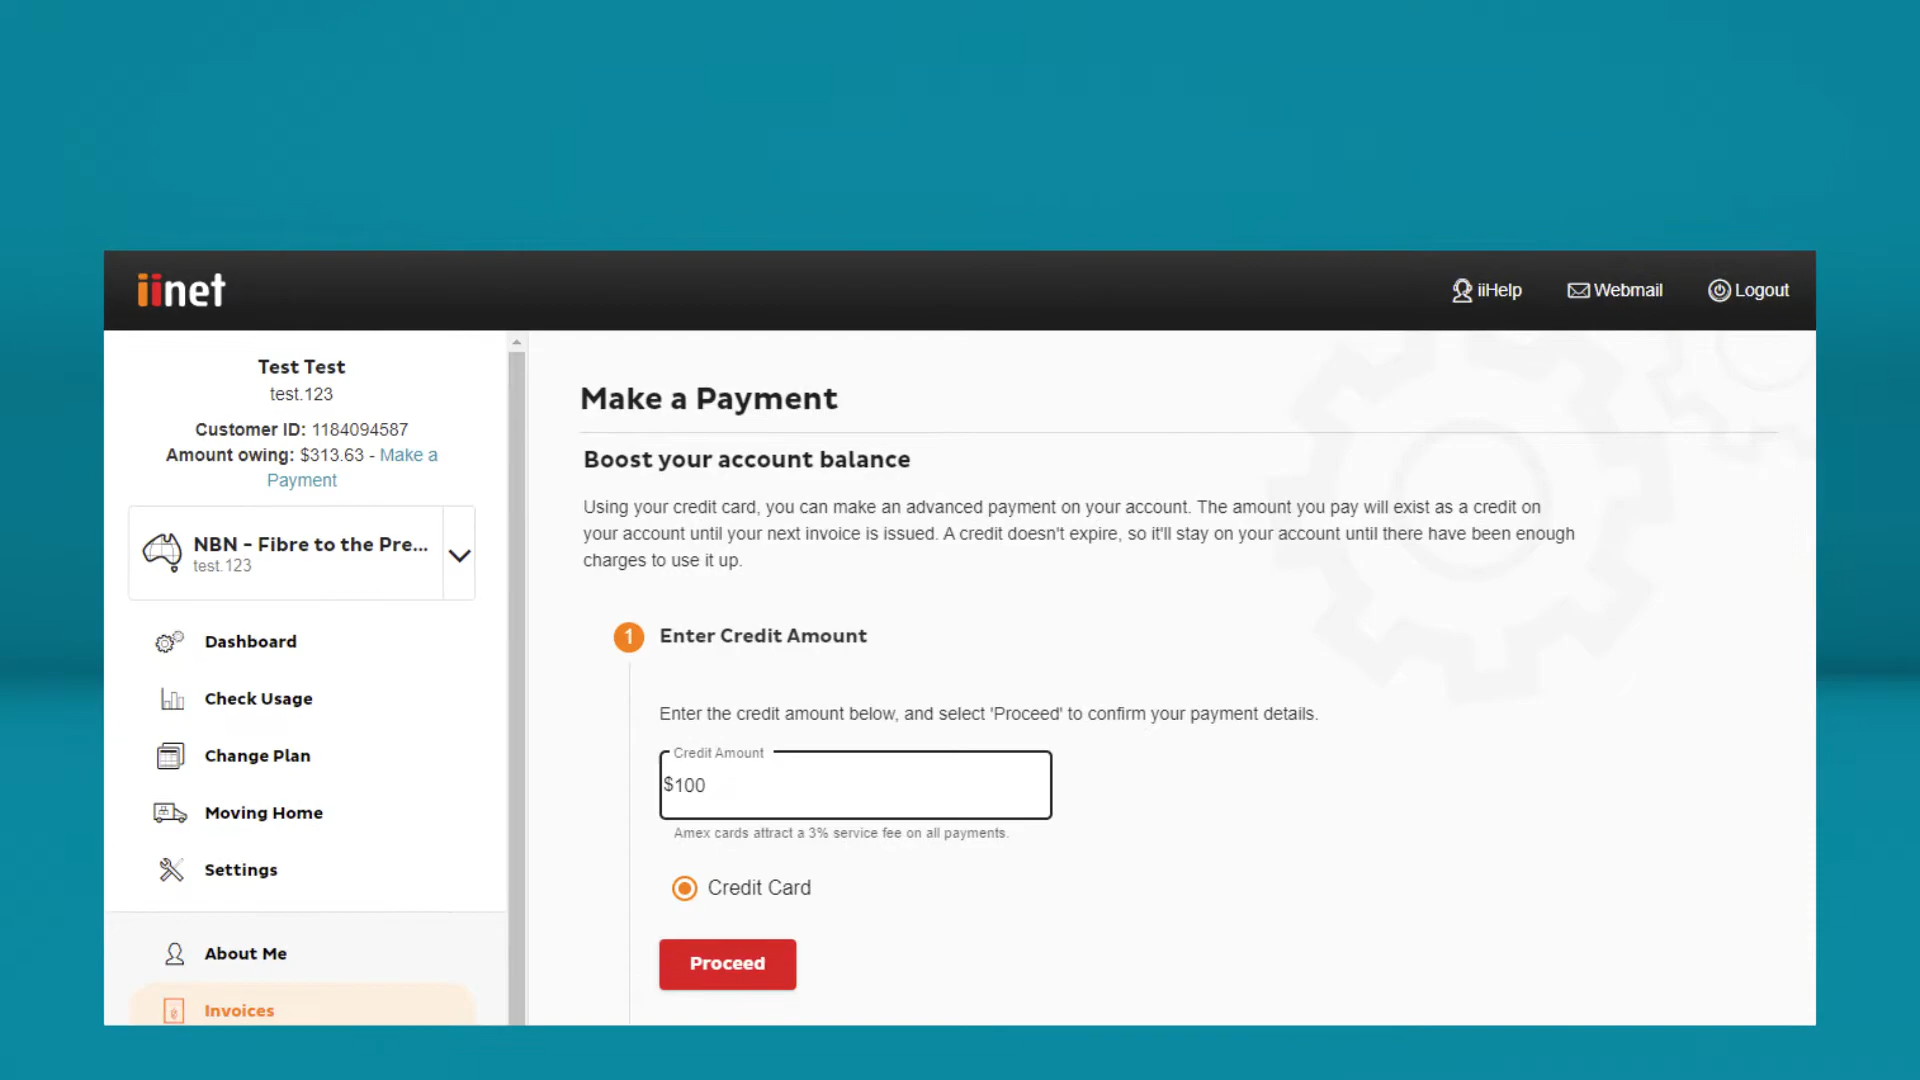 iinet
iiHelp
Webmail
Logout
Test Test
test.123
Customer ID: 1184094587
Amount owing: $313.63 - Make a
Payment
NBN - Fibre to the Pre...
test.123
Dashboard
Check Usage
Change Plan
Moving Home
Settings
About Me
Invoices
Make a Payment
Boost your account balance
Using your credit card, you can make an advanced payment on your account. The amount you pay will exist as a credit on
your account until your next invoice is issued. A credit doesn't expire, so it'll stay on your account until there have been enough
charges to use it up.
1 Enter Credit Amount
Enter the credit amount below, and select 'Proceed' to confirm your payment details.
Credit Amount
$100
Amex cards attract a 3% service fee on all payments.
Credit Card
Proceed